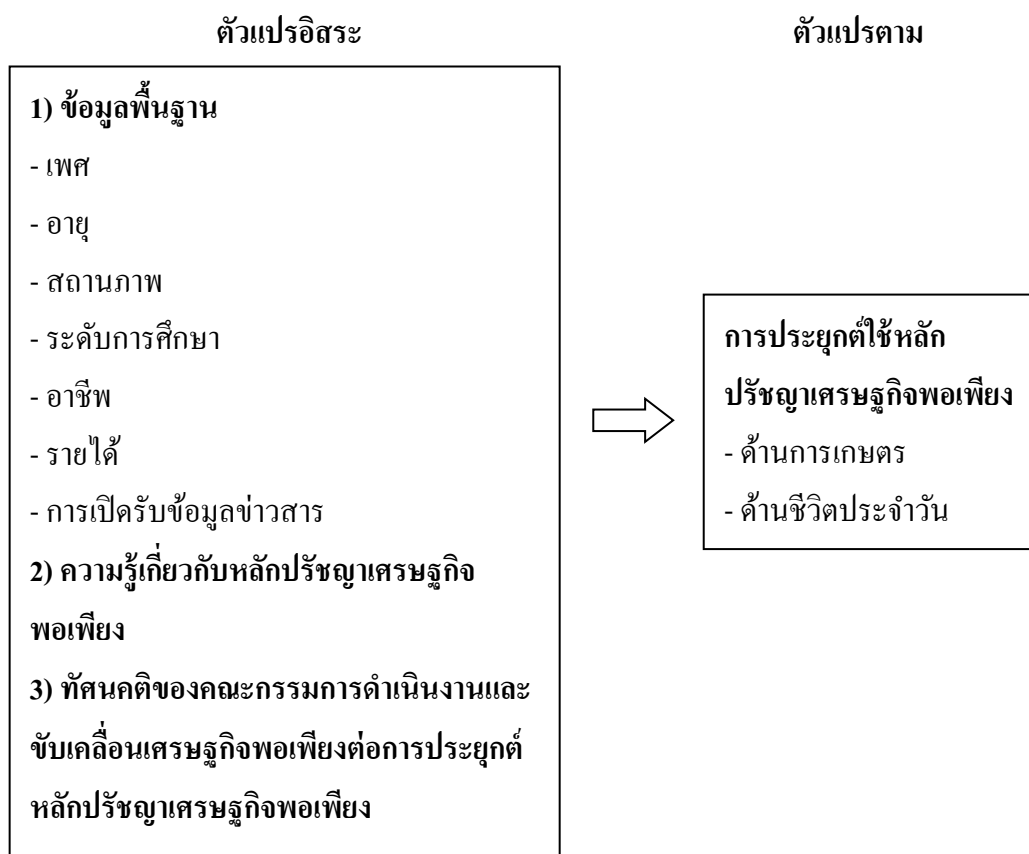 ตัวแปรอิสระ
ตัวแปรตาม
1) ข้อมูลพื้นฐาน
- เพศ
- อายุ
- สถานภาพ
- ระดับการศึกษา
- อาชีพ
- รายได้
- การเปิดรับข้อมูลข่าวสาร
2) ความรู้เกี่ยวกับหลักปรัชญาเศรษฐกิจ
พอเพียง
3) ทัศนคติของคณะกรรมการดำเนินงานและ
ขับเคลื่อนเศรษฐกิจพอเพียงต่อการประยุกต์
หลักปรัชญาเศรษฐกิจพอเพียง
การประยุกต์ใช้หลัก
ปรัชญาเศรษฐกิจพอเพียง
- ด้านการเกษตร
- ด้านชีวิตประจำวัน